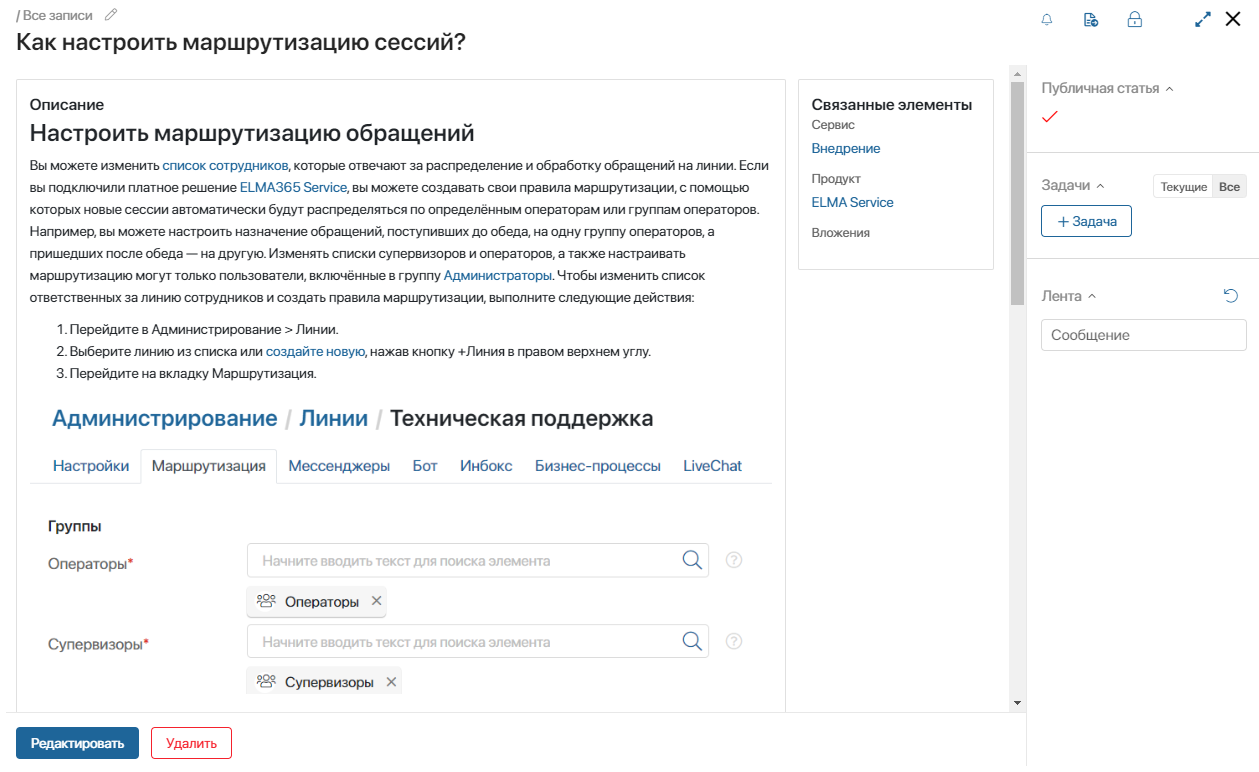 / Все записи
Как настроить маршрутизацию сессий?
Описание
Настроить маршрутизацию обращений
Вы можете изменить список сотрудников, которые отвечают за распределение и обработку обращений на линии. Если
вы подключили платное решение ELMA365 Service, вы можете создавать свои правила маршрутизации, с помощью
которых новые сессии автоматически будут распределяться по определённым операторам или группам операторов.
Например, вы можете настроить назначение обращений, пступивших до обеда, на одну группу операторов, а
пришедших после обеда — на другую. Изменять списки супервизоров и операторов, а также настраивать
маршрутизацию могут только пользователи, включённые в группу Администраторы. Чтобы изменить список
ответственных за линию сотрудников и создать правила маршрутизации, выполните следующие действия:
1. Перейдите в Администрирование > Линии.
2. Выберите линию из списка или создайте новую, нажав кнопку +Линия в правом верхнем углу.
3. Перейдите на вкладку Маршрутизация.
Администрирование / Линии / Техническая поддержка
Настройки Маршрутизация Мессенджеры Бот Инбокс Бизнес-процессы LiveChat
Группы
Операторы*
Начните вводить текст для поиска элемента
?
Операторы ×
Супервизоры*
Начните вводить текст для поиска элемента
?
Супервизоры ×
Связанные элементы
Сервис
Внедрение
Продукт
ELMA Service
Вложения
Публичная статья
Задачи
Текущие Все
+ Задача
Лента
Сообщение
Редактировать Удалить